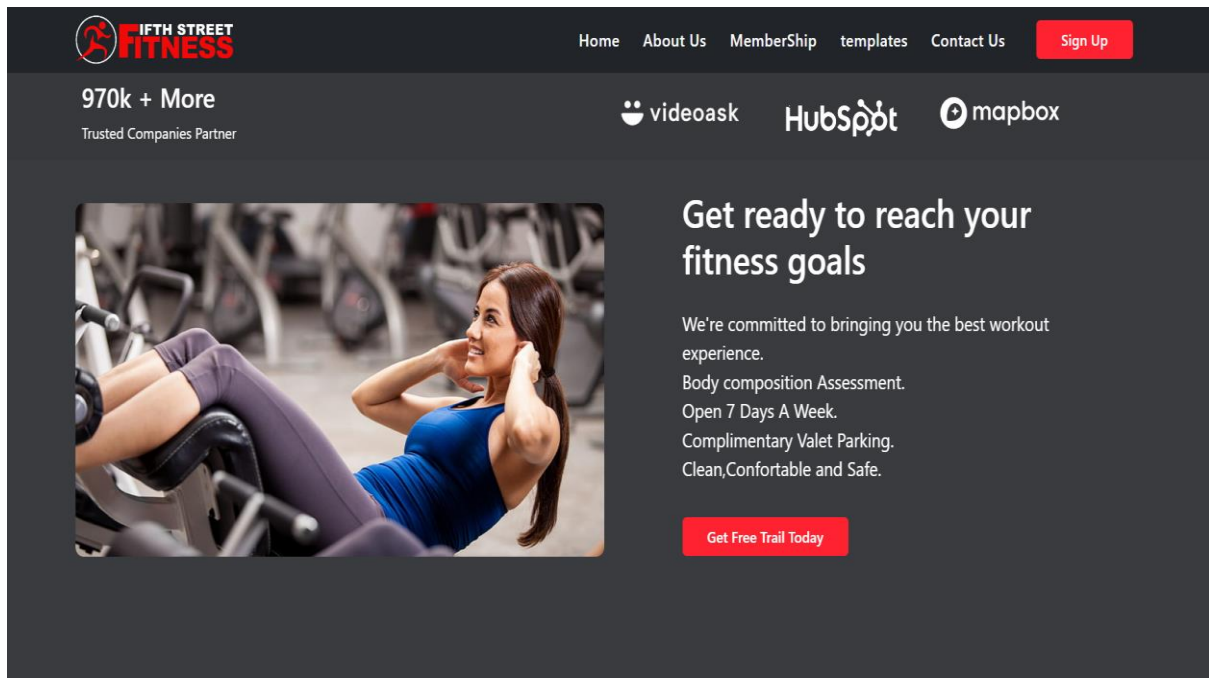 FIFTH STREET
FITNESS
Home About Us MemberShip templates Contact Us Sign Up
970k + More
Trusted Companies Partner
videoask HubSpot mapbox
Get ready to reach your
fitness goals
We're committed to bringing you the best workout
experience.
Body composition Assessment.
Open 7 Days A Week.
Complimentary Valet Parking.
Clean,Confortable and Safe.
Get Free Trail Today